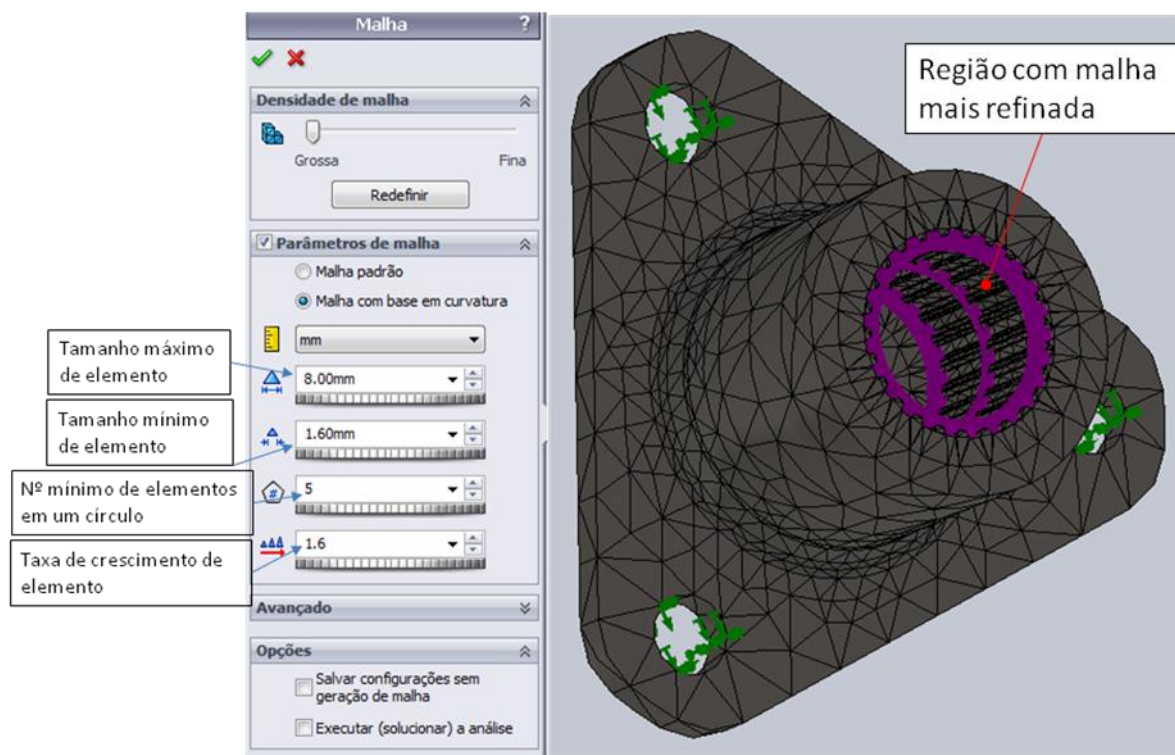 Malha ?
Densidade de malha
Grossa Fina
Redefinir
Parâmetros de malha
Malha padrão
Malha com base em curvatura
mm
Tamanho máximo
de elemento
8.00mm
Tamanho mínimo
de elemento
1.60mm
Nº mínimo de elementos
em um círculo
#
5
Taxa de crescimento de
elemento
1.6
Avançado
Opções
Salvar configurações sem
geração de malha
Executar (solucionar) a análise
Região com malha
mais refinada